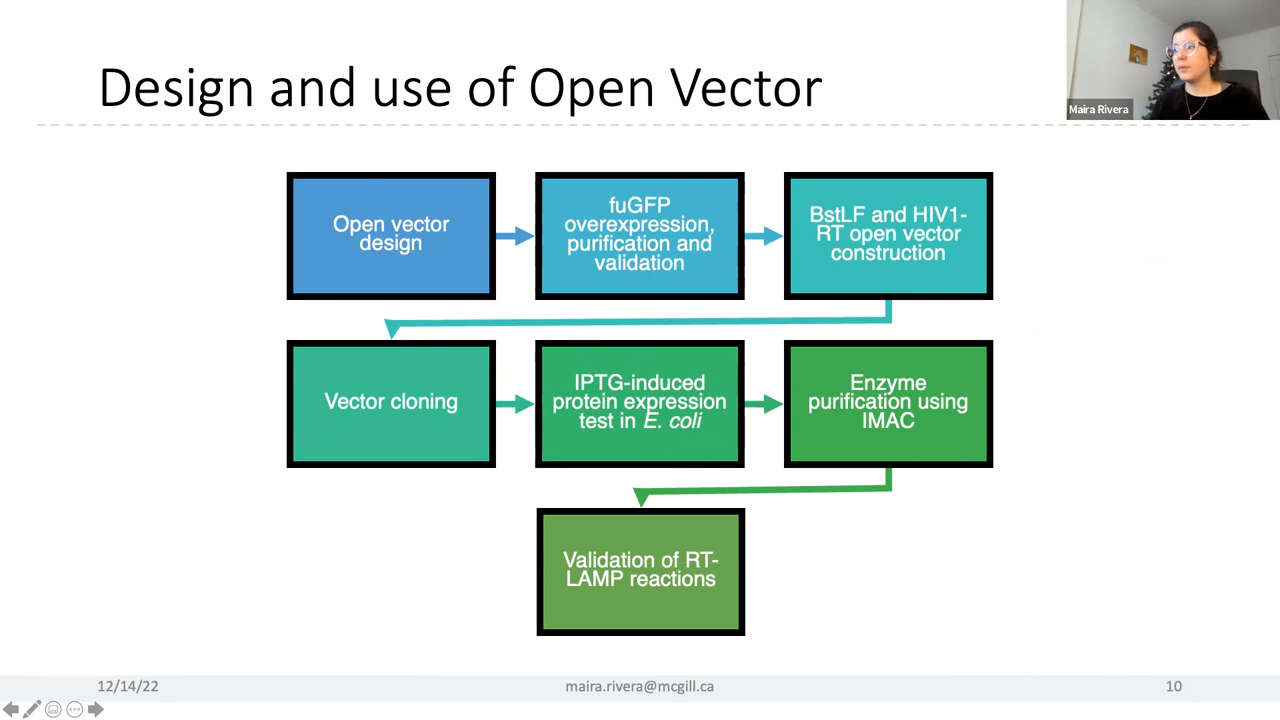 Design and use of Open Vector
Maira Rivera
Open vector
design
fuGFP
overexpression,
purification and
validation
BstLF and HIV1-
RT open vector
construction
Vector cloning
IPTG-induced
protein expression
test in E. coli
Enzyme
purification using
IMAC
Validation of RT-
LAMP reactions
12/14/22
maira.rivera@mcgill.ca
10